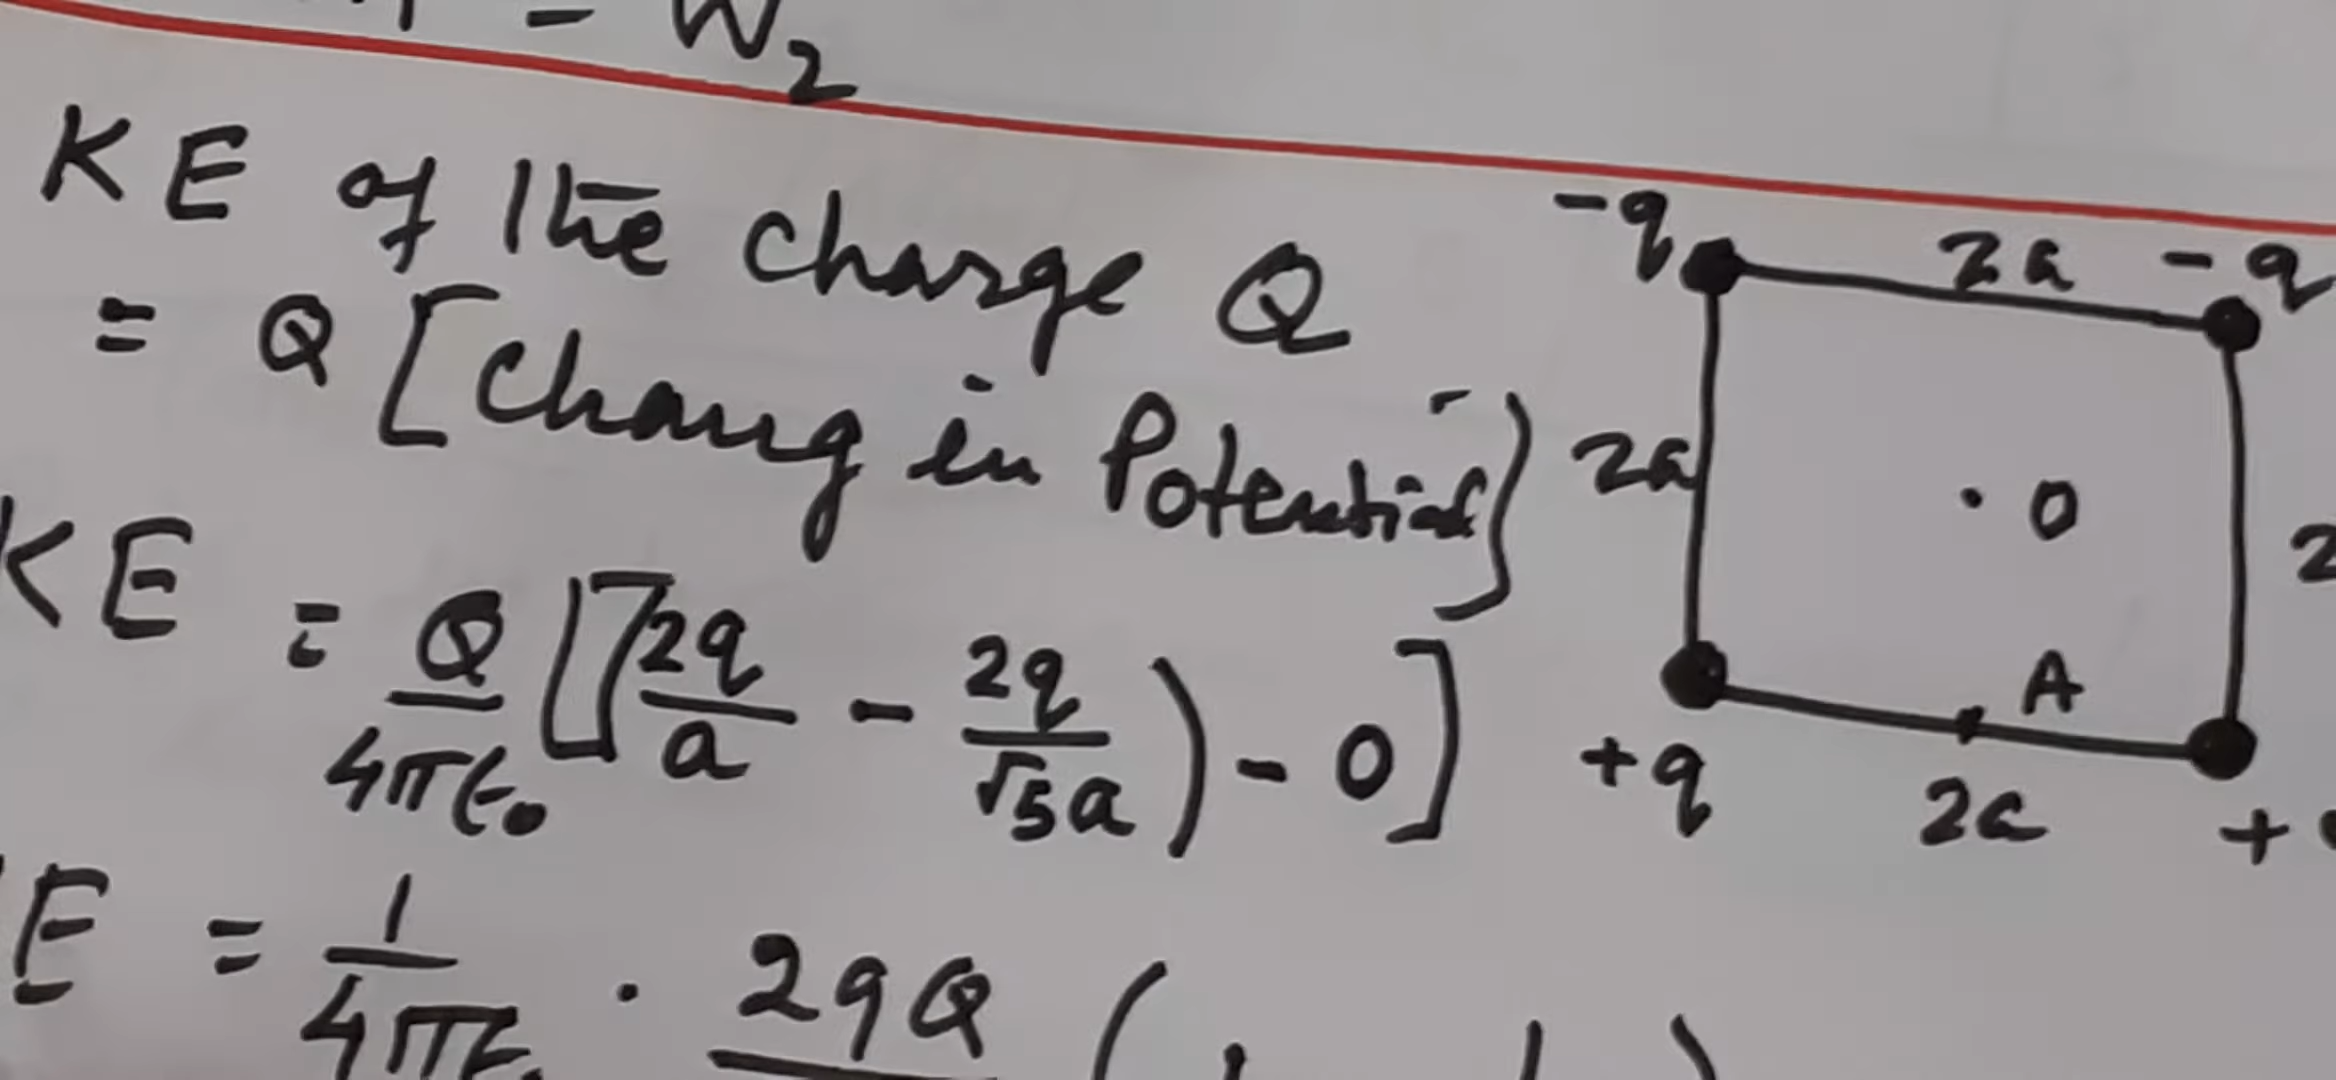 - W2
KE of the charge Q
= Q [Chang in Potential]
KE = Q/4πϵ₀ [(2q/a - 2q/√5a) - 0]
E = 1/4πϵ₀ · 2qQ (
-q 2a -q
2a
· O
2
A
+q 2a +